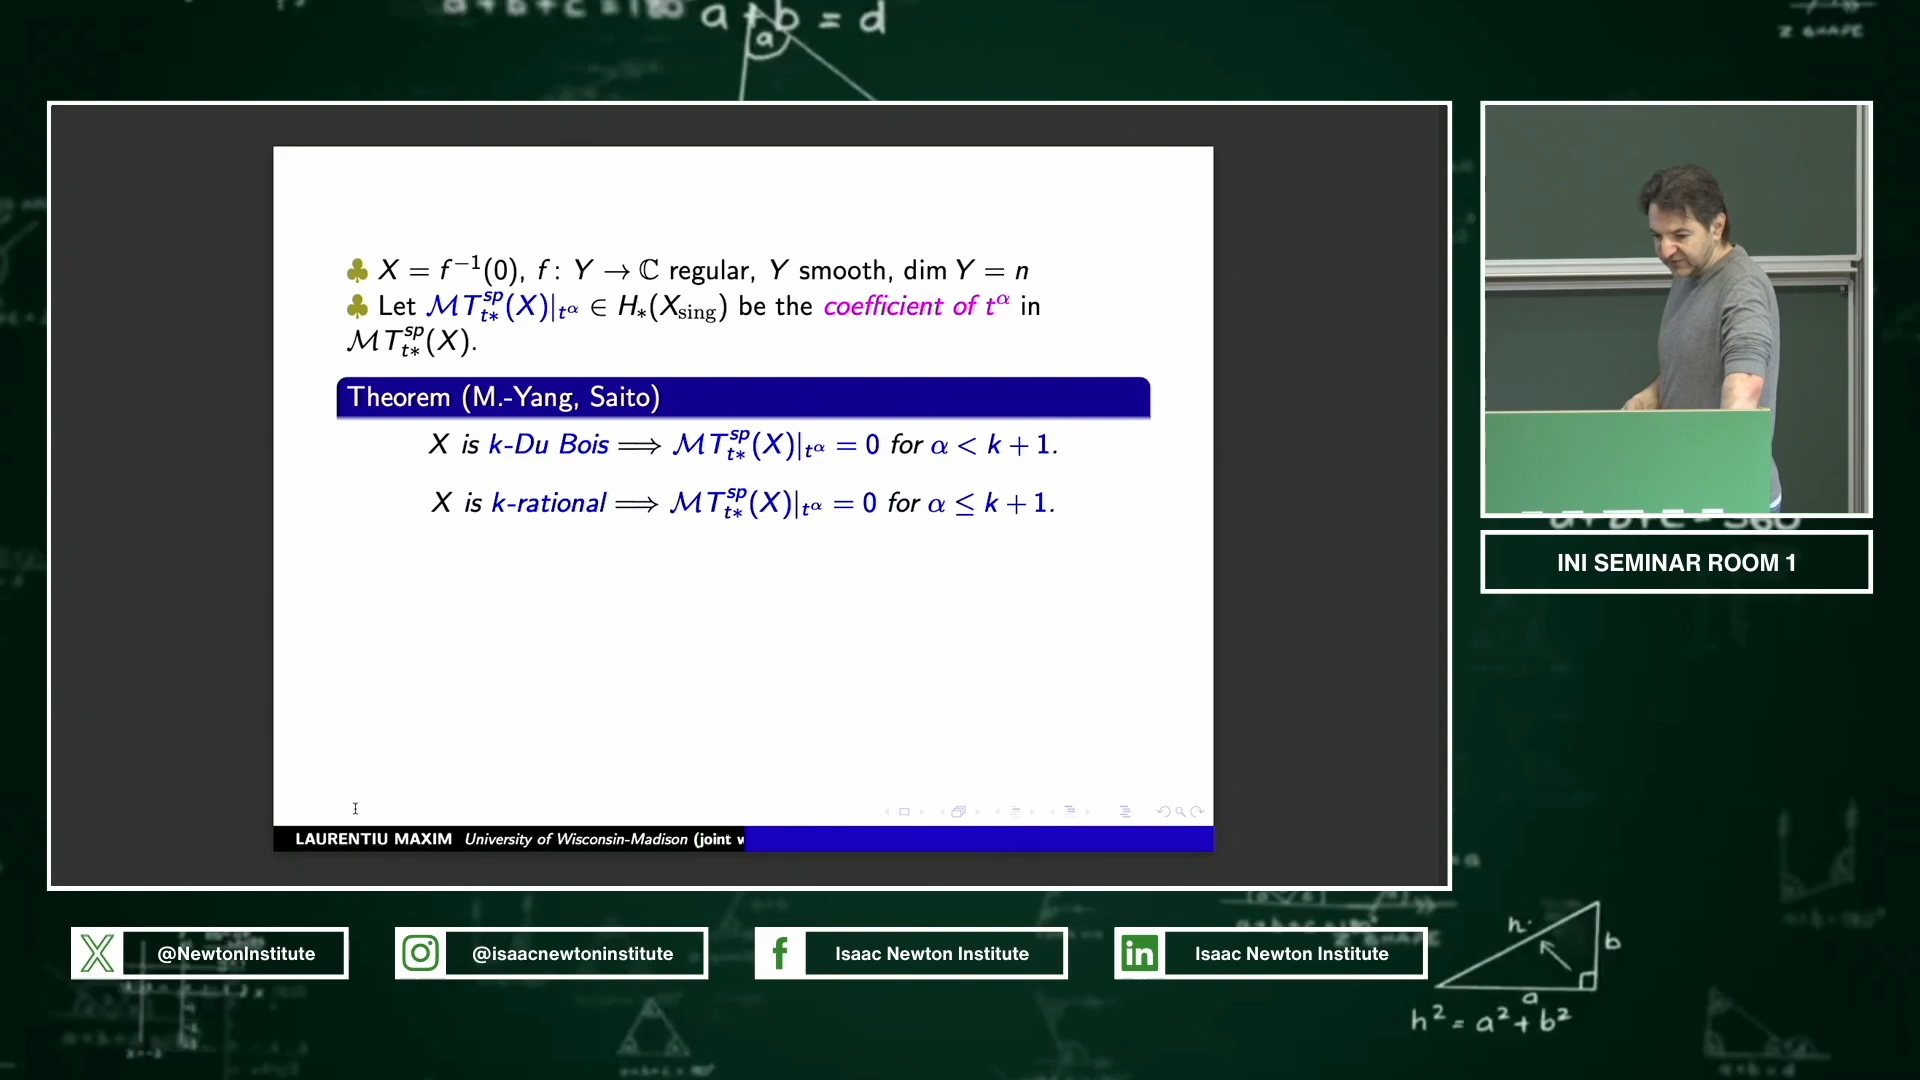 a + b = d
a
Z SHAPE
♣ X = f⁻¹(0), f: Y → ℂ regular, Y smooth, dim Y = n
♣ Let 𝓜T^{sp}_{t*}(X)|_{t^α} ∈ H_*(X_sing) be the coefficient of t^α in
𝓜T^{sp}_{t*}(X).
Theorem (M.-Yang, Saito)
X is k-Du Bois ⟹ 𝓜T^{sp}_{t*}(X)|_{t^α} = 0 for α < k + 1.
X is k-rational ⟹ 𝓜T^{sp}_{t*}(X)|_{t^α} = 0 for α ≤ k + 1.
LAURENTIU MAXIM University of Wisconsin-Madison (joint w
INI SEMINAR ROOM 1
@NewtonInstitute
@isaacnewtoninstitute
Isaac Newton Institute
in
Isaac Newton Institute
h
b
a
h² = a² + b²